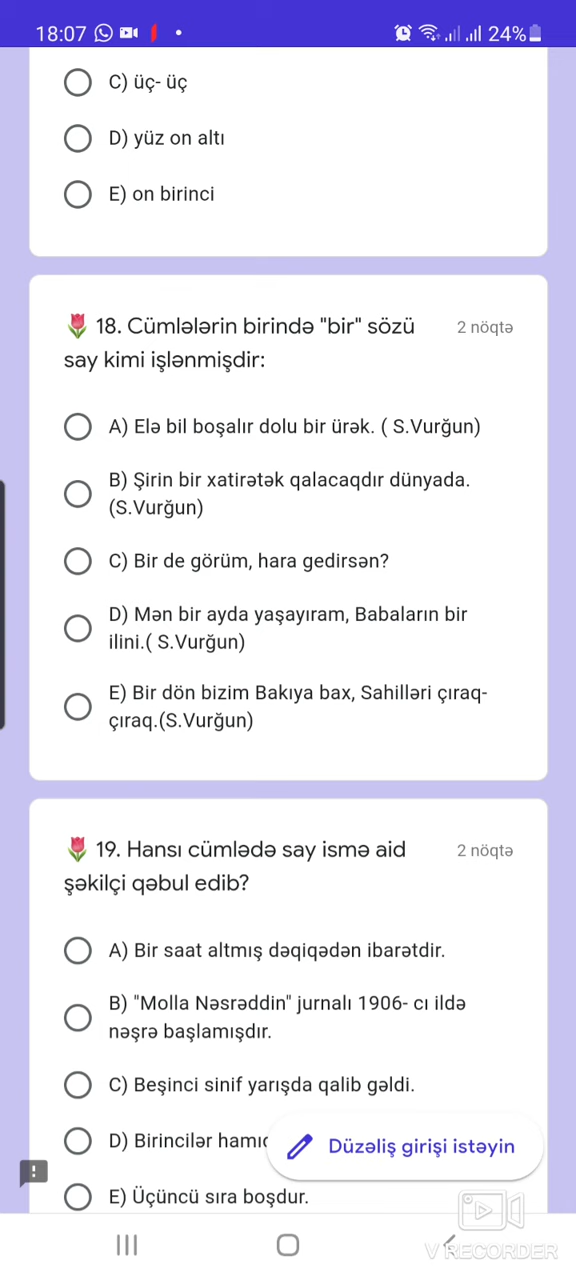 18:07
24%
C) üç- üç
D) yüz on altı
E) on birinci
18. Cümlələrin birində "bir" sözü
2 nöqtə
say kimi işlənmişdir:
A) Elə bil boşalır dolu bir ürək. ( S.Vurğun)
B) Şirin bir xatirətək qalacaqdır dünyada.
(S.Vurğun)
C) Bir de görüm, hara gedirsən?
D) Mən bir ayda yaşayıram, Babaların bir
ilini.( S.Vurğun)
E) Bir dön bizim Bakıya bax, Sahilləri çıraq-
çıraq.(S.Vurğun)
19. Hansı cümlədə say ismə aid
2 nöqtə
şəkilçi qəbul edib?
A) Bir saat altmış dəqiqədən ibarətdir.
B) "Molla Nəsrəddin" jurnalı 1906- cı ildə
nəşrə başlamışdır.
C) Beşinci sinif yarışda qalib gəldi.
D) Birincilər
Düzəliş girişi istəyin
E) Üçüncü sıra boşdur.
V RECORDER